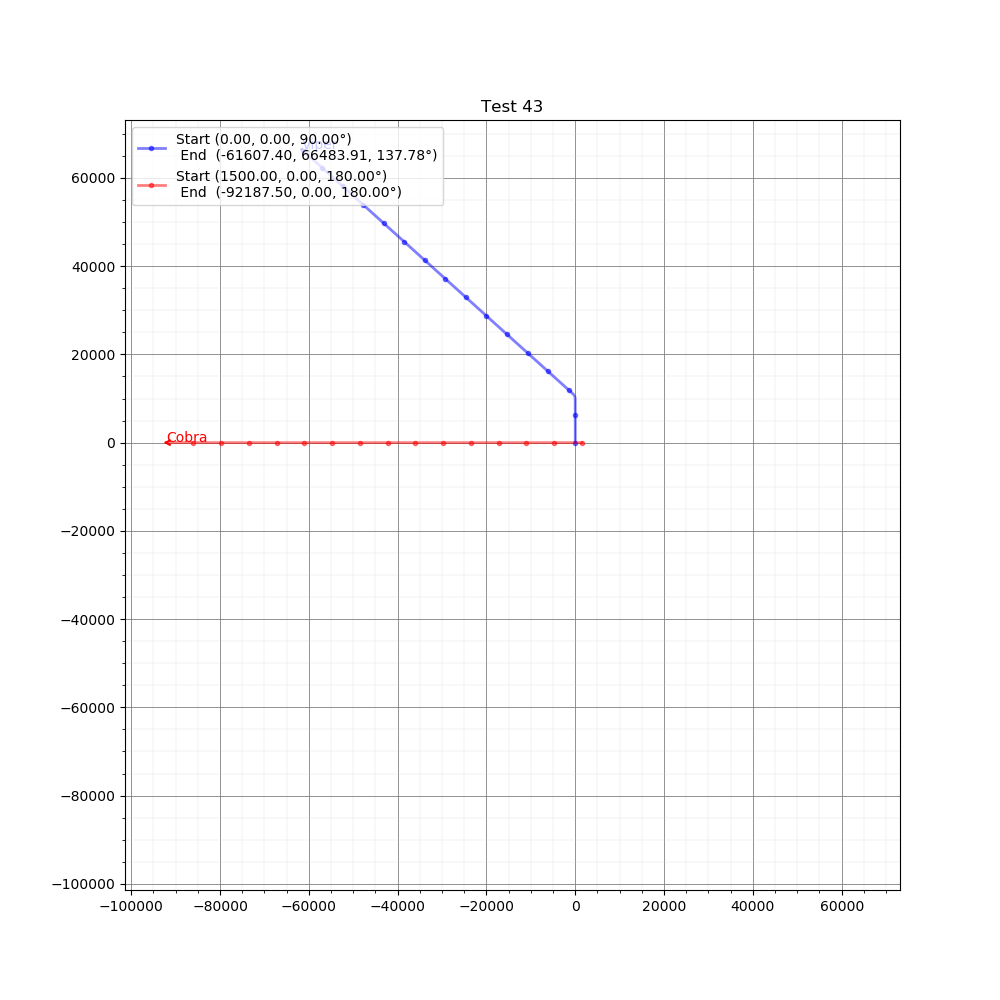 Test 43
Start (0.00, 0.00, 90.00°)
End (-61607.40, 66483.91, 137.78°)
Start (1500.00, 0.00, 180.00°)
End (-92187.50, 0.00, 180.00°)
60000
40000
20000
0
−20000
−40000
−60000
−80000
−100000
Cobra
−100000 −80000 −60000 −40000 −20000 0 20000 40000 60000